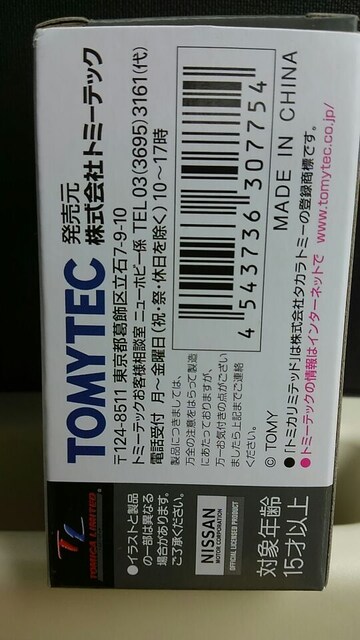 TOMYTEC 発売元
株式会社トミーテック
〒124-8511 東京都葛飾区立石7-9-10
トミーテックお客様相談室 ニューホビー係 TEL 03(3695)3161(代)
電話受付 月〜金曜日(祝・祭・休日を除く)10〜17時
製品につきましては、
万全の注意をはらって製造
にあたっておりますが、
万一お気付きの点がござい
ましたら上記までご連絡
ください。
4 543736 307754
MADE IN CHINA
© TOMY
●「トミカリミテッド」は株式会社タカラトミーの登録商標です。
●トミーテックの情報はインターネットで www.tomytec.co.jp/
TL
TOMICA LIMITED
●イラストと製品
の一部は異なる
場合があります。
ご了承ください。
NISSAN
MOTOR CORPORATION
OFFICIAL LICENSED PRODUCT
対象年齢
15才以上